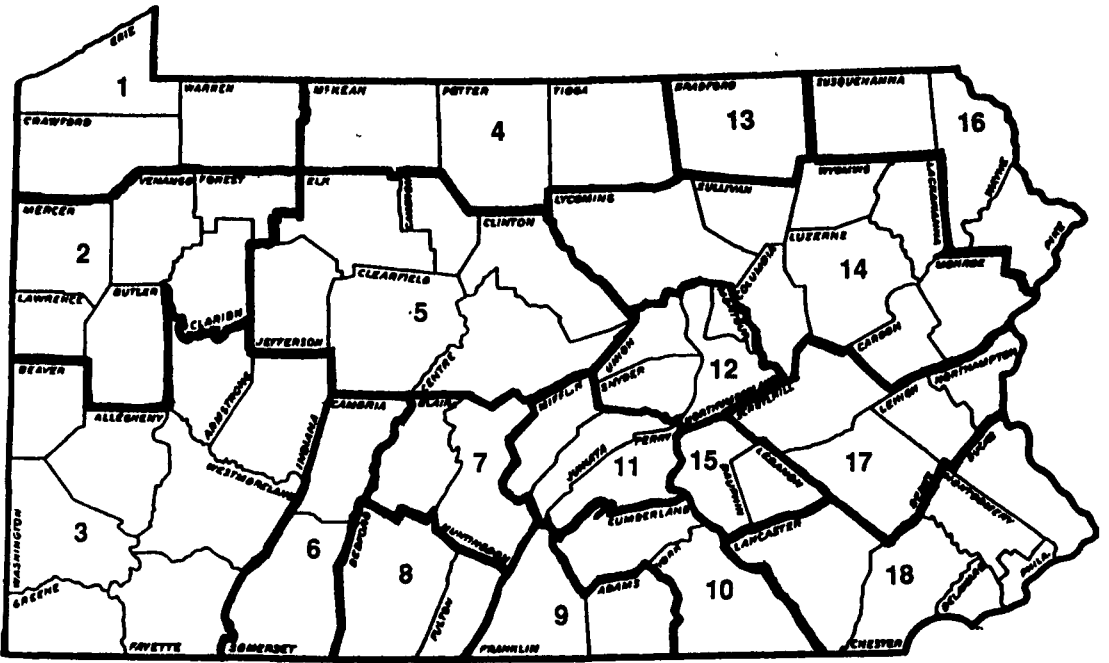 ERIE
1
WARREN
McKEAN
POTTER
TIOGA
BRADFORD
SUSQUEHANNA
CRAWFORD
4
13
16
VENANGO
FOREST
ELK
CAMERON
SULLIVAN
WYOMING
LACKAWANNA
WAYNE
PIKE
MERCER
CLINTON
LYCOMING
2
LUZERNE
COLUMBIA
14
MONROE
LAWRENCE
BUTLER
CLARION
CLEARFIELD
5
JEFFERSON
CENTRE
UNION
SNYDER
12
CARBON
NORTHAMPTON
BEAVER
ALLEGHENY
ARMSTRONG
INDIANA
CAMBRIA
BLAIR
MIFFLIN
NORTHUMBERLAND
SCHUYLKILL
LEHIGH
WESTMORELAND
7
JUNIATA
PERRY
11
15
DAUPHIN
LEBANON
17
BERKS
BUCKS
MONTGOMERY
WASHINGTON
3
6
BEDFORD
HUNTINGDON
CUMBERLAND
LANCASTER
GREENE
8
FULTON
9
ADAMS
YORK
10
18
DELAWARE
PHILA.
FAYETTE
SOMERSET
FRANKLIN
CHESTER